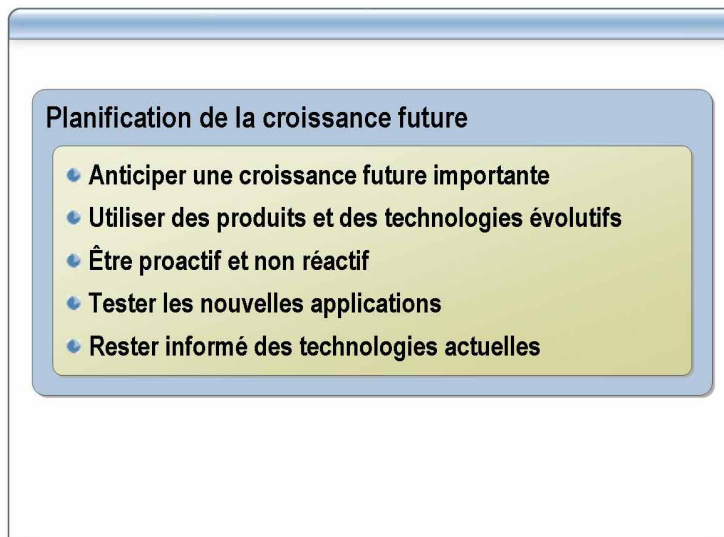 Planification de la croissance future
Anticiper une croissance future importante
Utiliser des produits et des technologies évolutifs
Être proactif et non réactif
Tester les nouvelles applications
Rester informé des technologies actuelles